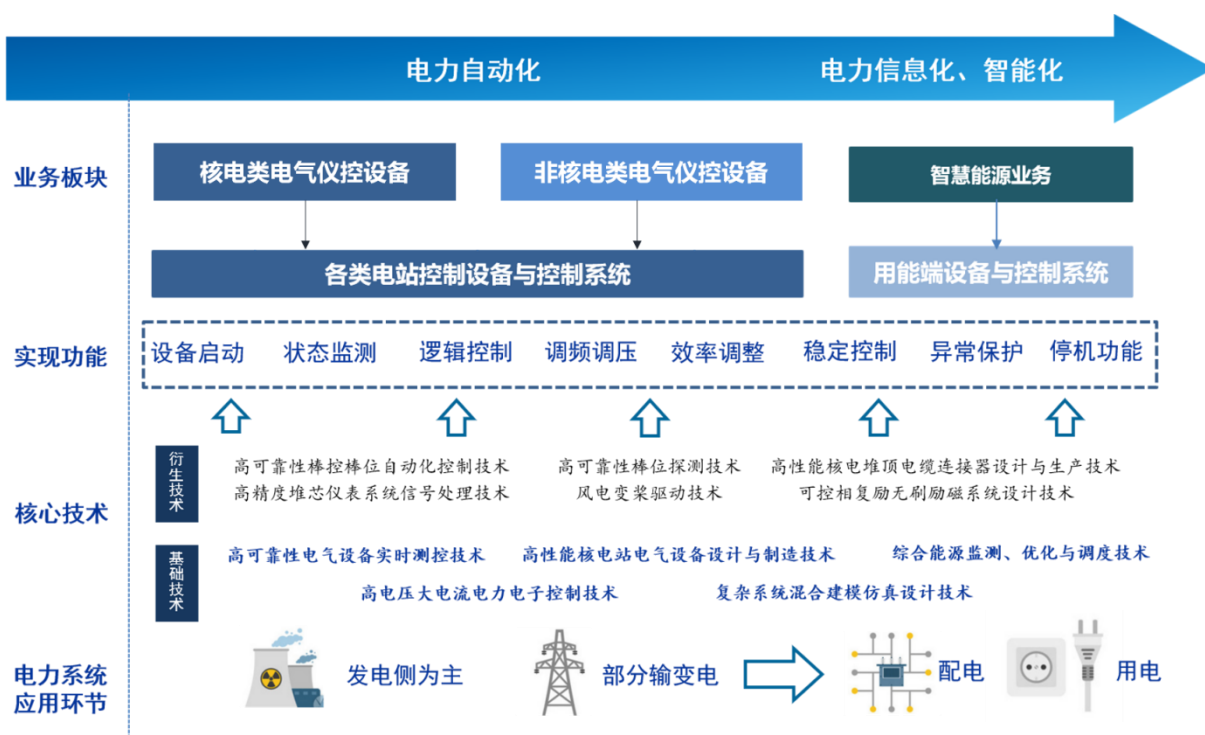 电力自动化
电力信息化、智能化
业务板块
核电类电气仪控设备
非核电类电气仪控设备
智慧能源业务
各类电站控制设备与控制系统
用能端设备与控制系统
实现功能
设备启动
状态监测
逻辑控制
调频调压
效率调整
稳定控制
异常保护
停机功能
核心技术
衍生技术
高可靠性棒控棒位自动化控制技术
高可靠性棒位探测技术
高性能核电堆顶电缆连接器设计与生产技术
高精度堆芯仪表系统信号处理技术
风电变桨驱动技术
可控相复励无刷励磁系统设计技术
基础技术
高可靠性电气设备实时测控技术
高性能核电站电气设备设计与制造技术
综合能源监测、优化与调度技术
高电压大电流电力电子控制技术
复杂系统混合建模仿真设计技术
电力系统
应用环节
发电侧为主
部分输变电
配电
用电